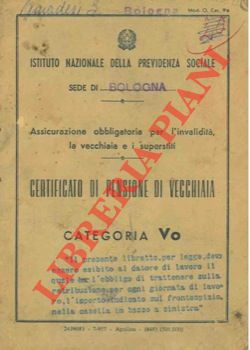 Bologna
Mod. O. Cat. Vo
ISTITUTO NAZIONALE DELLA PREVIDENZA SOCIALE
SEDE DI BOLOGNA
Assicurazione obbligatoria per l'invalidità,
la vecchiaia e i superstiti
CERTIFICATO DI PENSIONE DI VECCHIAIA
CATEGORIA Vo
"Il presente libretto, per legge, deve
essere esibito al datore di lavoro il
quale ha l'obbligo di trattenere sulla
retribuzione, per ogni giornata di lavo-
ro, l'importo indicato sul frontespizio,
nella casella in basso a sinistra"
LIBRERIA PIANI